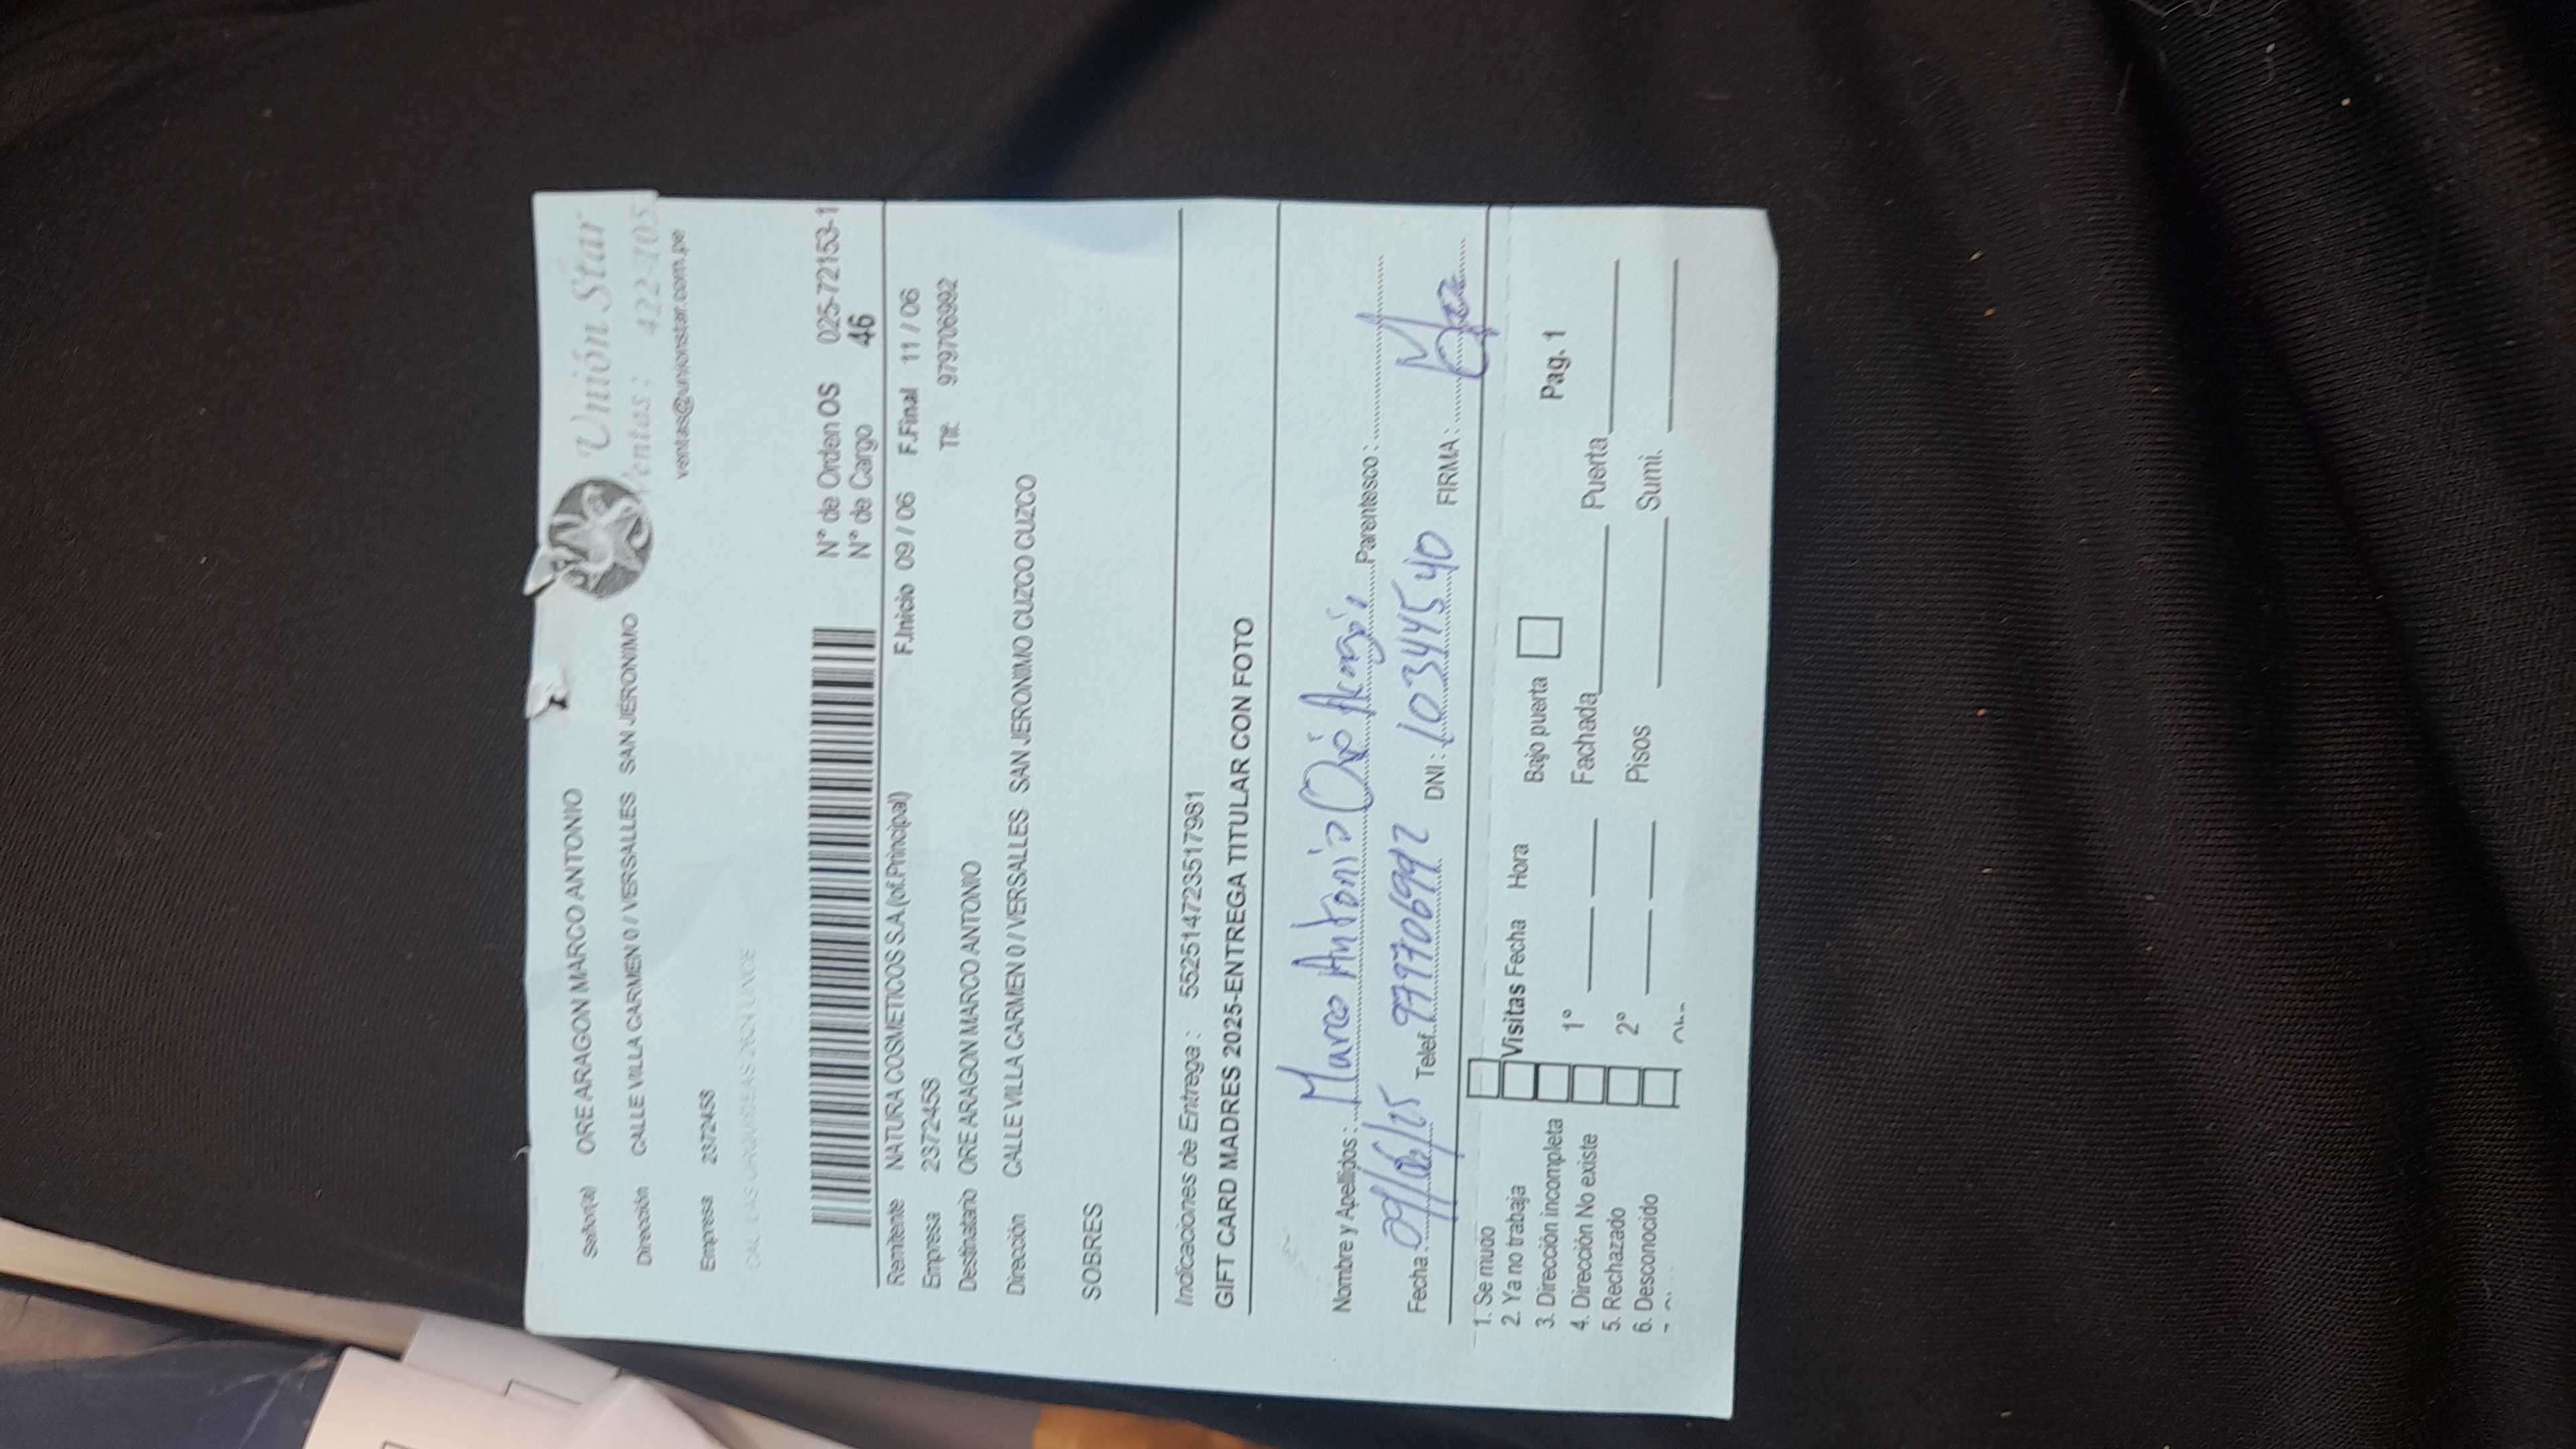 Señor(a) ORE ARAGON MARCO ANTONIO
Unión Star
Ventas : 422-105
Dirección CALLE VILLA CARMEN 0 / VERSALLES SAN JERONIMO
ventas@unionstar.com.pe
Empresa 2372458
N° de Orden OS 025-72153-1
N° de Cargo 46
Remitente NATURA COSMETICOS S.A.(of.Principal) F.Inicio 09 / 06 F.Final 11 / 06
Empresa 2372458 Tlf: 979706992
Destinatario ORE ARAGON MARCO ANTONIO
Dirección CALLE VILLA CARMEN 0 / VERSALLES SAN JERONIMO CUZCO CUZCO
SOBRES
Indicaciones de Entrega : 5525147235517981
GIFT CARD MADRES 2025-ENTREGA TITULAR CON FOTO
Nombre y Apellidos : Marco Antonio Oré Parentesco :
Fecha : 09/06/25 Telef. 979706992 DNI : 10344540 FIRMA :
1. Se mudo
2. Ya no trabaja Visitas Fecha Hora
3. Dirección incompleta Bajo puerta Pag. 1
4. Dirección No existe 1° Fachada Puerta
5. Rechazado
6. Desconocido 2° Pisos Sumi.